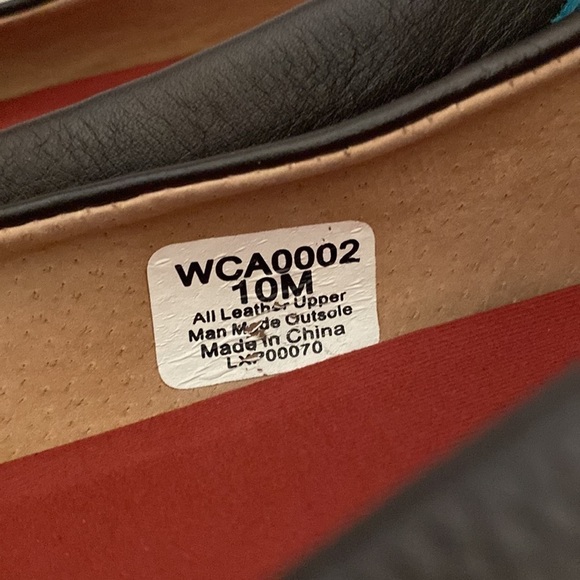 WCA0002
10M
All Leather Upper
Man Made Outsole
Made in China